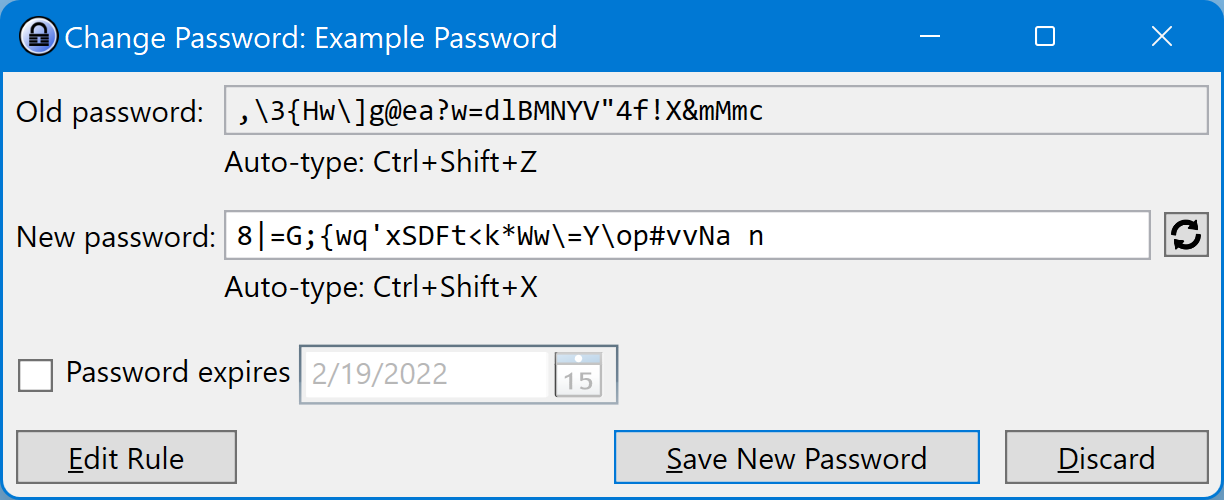 Change Password: Example Password
Old password: ,\3{Hw\]g@ea?w=dlBMNYV"4f!X&mMmc
Auto-type: Ctrl+Shift+Z
New password: 8|=G;{wq'xSDFt<k*Ww\=Y\op#vvNa n
Auto-type: Ctrl+Shift+X
Password expires 2/19/2022 15
Edit Rule Save New Password Discard